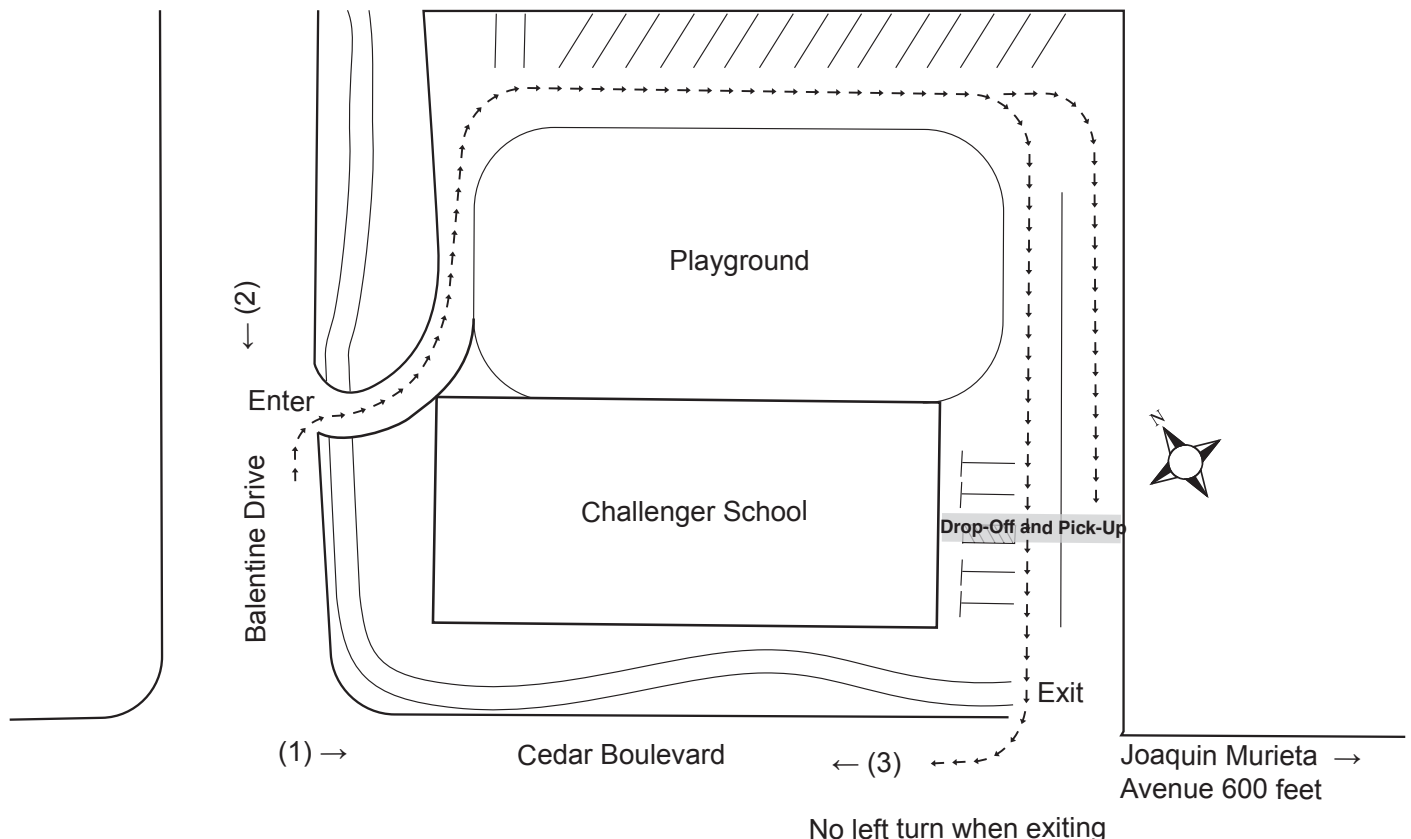 N
Playground
← (2)
Enter
Balentine Drive
Challenger School
Drop-Off and Pick-Up
Exit
(1) →
Cedar Boulevard
← (3)
Joaquin Murieta →
Avenue 600 feet
No left turn when exiting